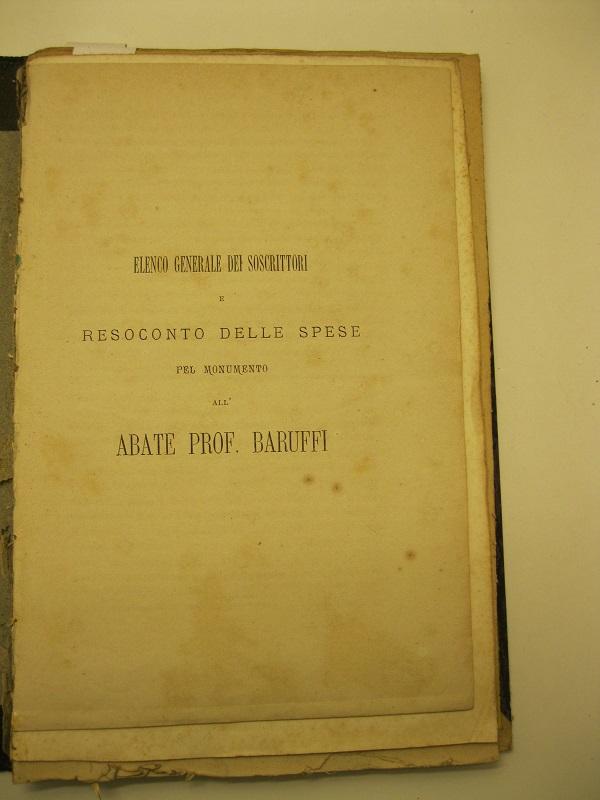 ELENCO GENERALE DEI SOSCRITTORI
E
RESOCONTO DELLE SPESE
PEL MONUMENTO
ALL'
ABATE PROF. BARUFFI